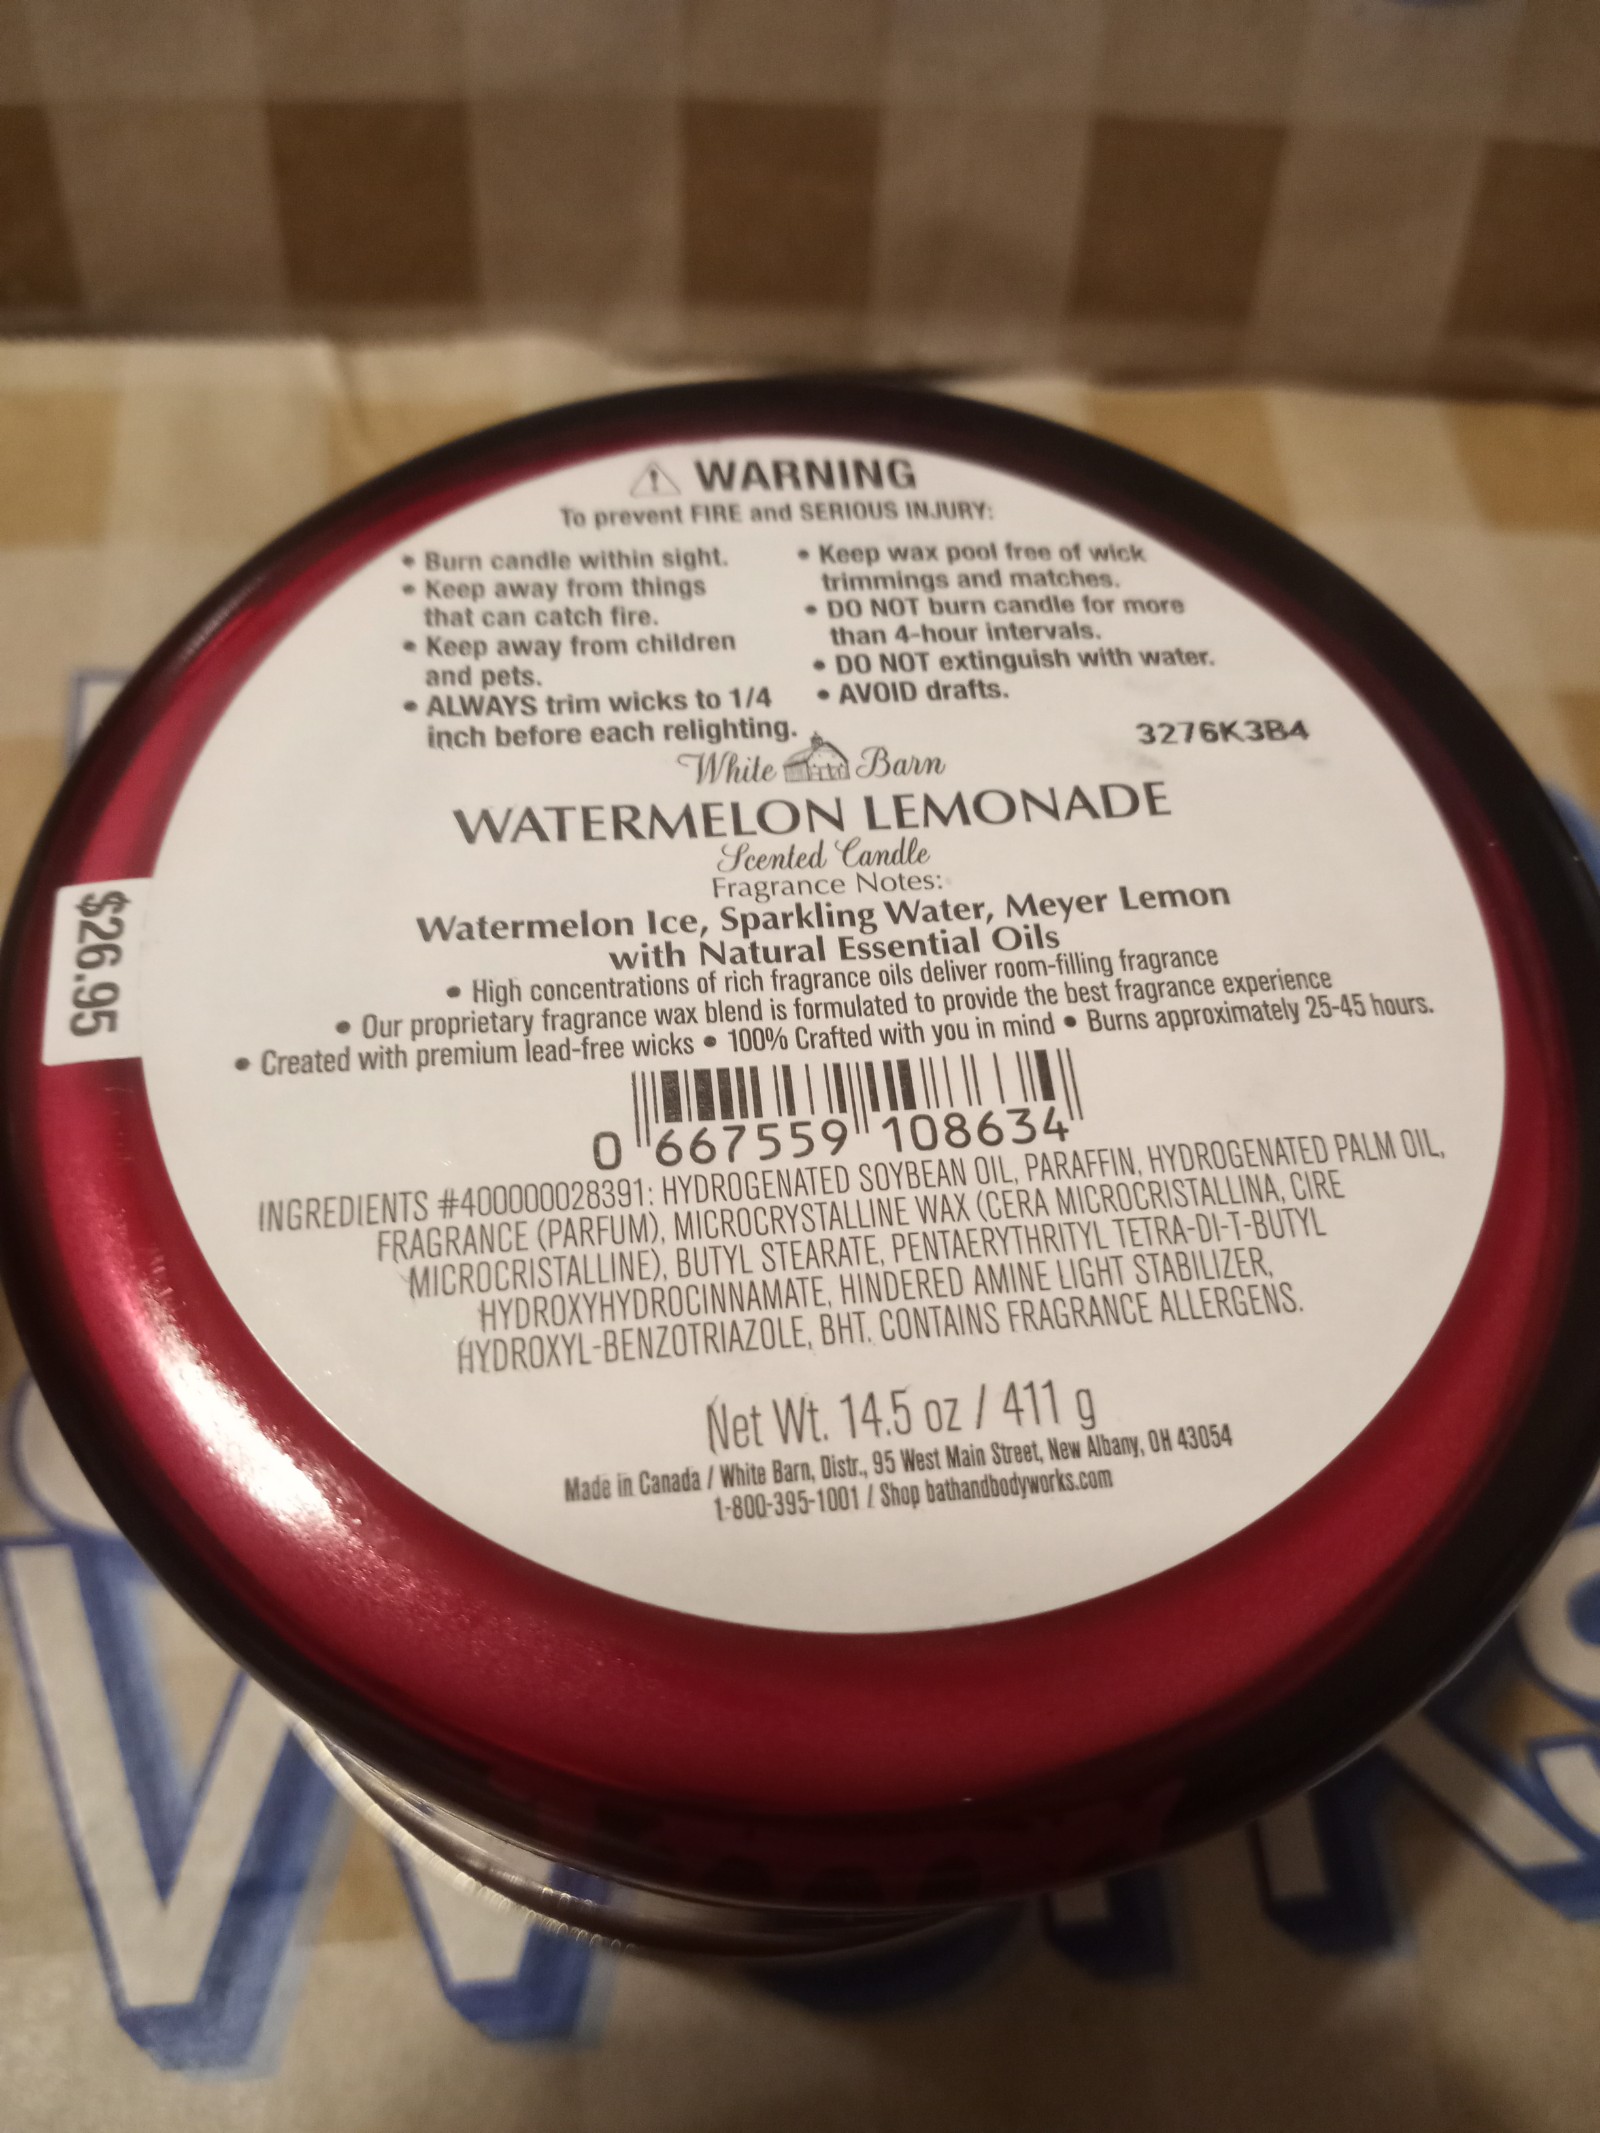 ⚠ WARNING
To prevent FIRE and SERIOUS INJURY:
• Burn candle within sight.
• Keep away from things
that can catch fire.
• Keep away from children
and pets.
• ALWAYS trim wicks to 1/4
inch before each relighting.
• Keep wax pool free of wick
trimmings and matches.
• DO NOT burn candle for more
than 4-hour intervals.
• DO NOT extinguish with water.
• AVOID drafts.
3276K3B4
White Barn
WATERMELON LEMONADE
Scented Candle
Fragrance Notes:
Watermelon Ice, Sparkling Water, Meyer Lemon
with Natural Essential Oils
• High concentrations of rich fragrance oils deliver room-filling fragrance
• Our proprietary fragrance wax blend is formulated to provide the best fragrance experience
• Created with premium lead-free wicks • 100% Crafted with you in mind • Burns approximately 25-45 hours.
$26.95
0 667559 108634
INGREDIENTS #400000028391: HYDROGENATED SOYBEAN OIL, PARAFFIN, HYDROGENATED PALM OIL,
FRAGRANCE (PARFUM), MICROCRYSTALLINE WAX (CERA MICROCRISTALLINA, CIRE
MICROCRISTALLINE), BUTYL STEARATE, PENTAERYTHRITYL TETRA-DI-T-BUTYL
HYDROXYHYDROCINNAMATE, HINDERED AMINE LIGHT STABILIZER,
HYDROXYL-BENZOTRIAZOLE, BHT. CONTAINS FRAGRANCE ALLERGENS.
Net Wt. 14.5 oz / 411 g
Made in Canada / White Barn, Distr., 95 West Main Street, New Albany, OH 43054
1-800-395-1001 / Shop bathandbodyworks.com